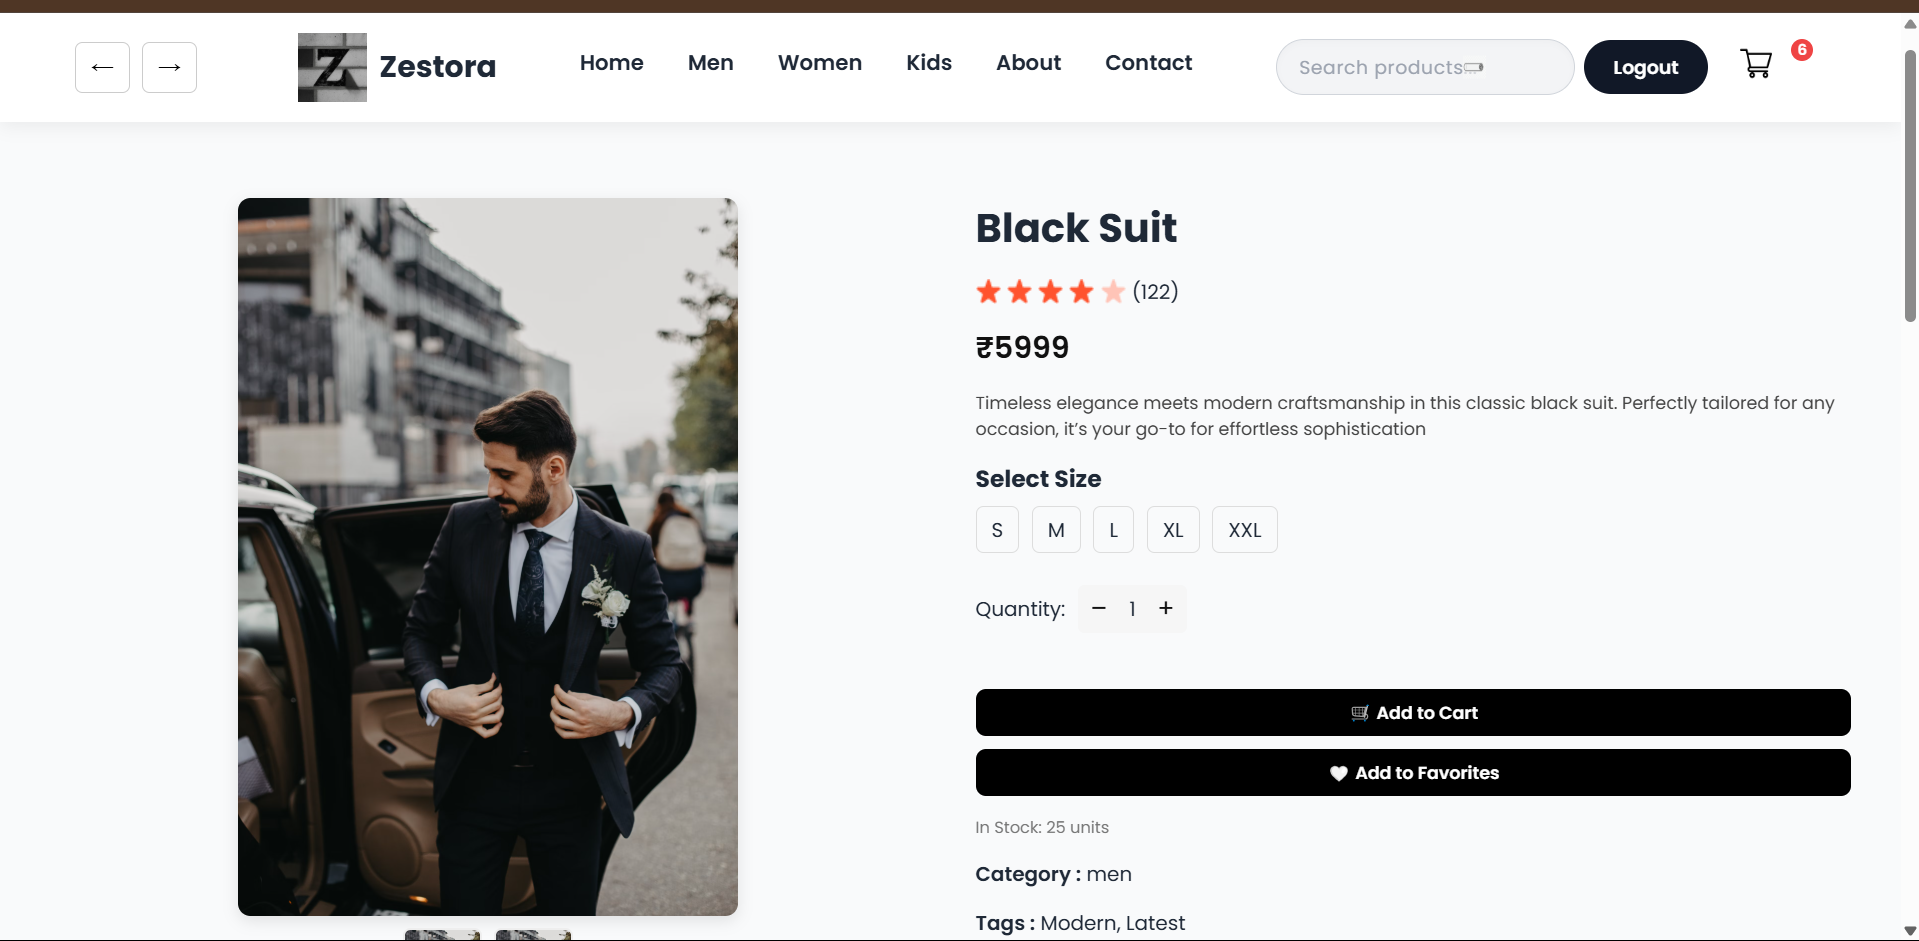 ← →
Z
Zestora
Home Men Women Kids About Contact
Search products
Logout
6
Black Suit
(122)
₹5999
Timeless elegance meets modern craftsmanship in this classic black suit. Perfectly tailored for any
occasion, it’s your go-to for effortless sophistication
Select Size
S M L XL XXL
Quantity: − 1 +
Add to Cart
Add to Favorites
In Stock: 25 units
Category : men
Tags : Modern, Latest